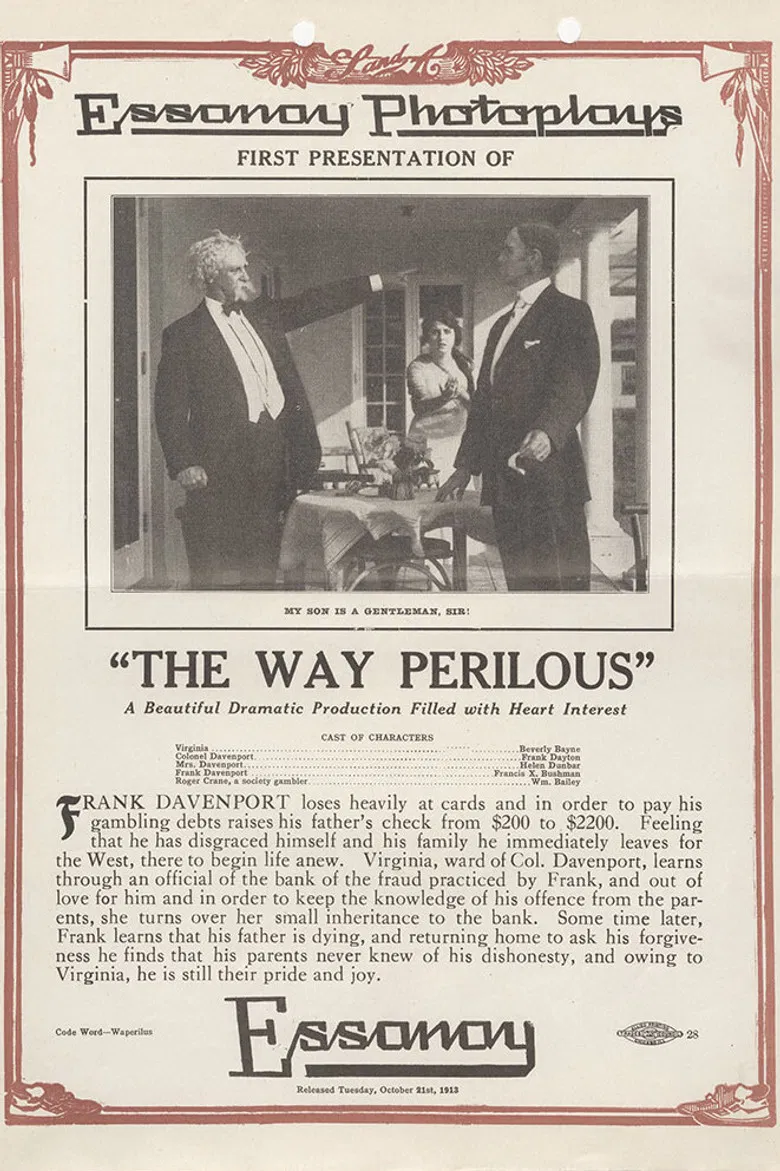 S and A
Essanay Photoplays
FIRST PRESENTATION OF
MY SON IS A GENTLEMAN, SIR!
“THE WAY PERILOUS”
A Beautiful Dramatic Production Filled with Heart Interest
CAST OF CHARACTERS
Virginia Beverly Bayne
Colonel Davenport Frank Dayton
Mrs. Davenport Helen Dunbar
Frank Davenport Francis X. Bushman
Roger Crane, a society gambler Wm. Bailey
FRANK DAVENPORT loses heavily at cards and in order to pay his
gambling debts raises his father's check from $200 to $2200. Feeling
that he has disgraced himself and his family he immediately leaves for
the West, there to begin life anew. Virginia, ward of Col. Davenport, learns
through an official of the bank of the fraud practiced by Frank, and out of
love for him and in order to keep the knowledge of his offence from the par-
ents, she turns over her small inheritance to the bank. Some time later,
Frank learns that his father is dying, and returning home to ask his forgive-
ness he finds that his parents never knew of his dishonesty, and owing to
Virginia, he is still their pride and joy.
Code Word—Waperilus
Essanay
28
Released Tuesday, October 21st, 1913